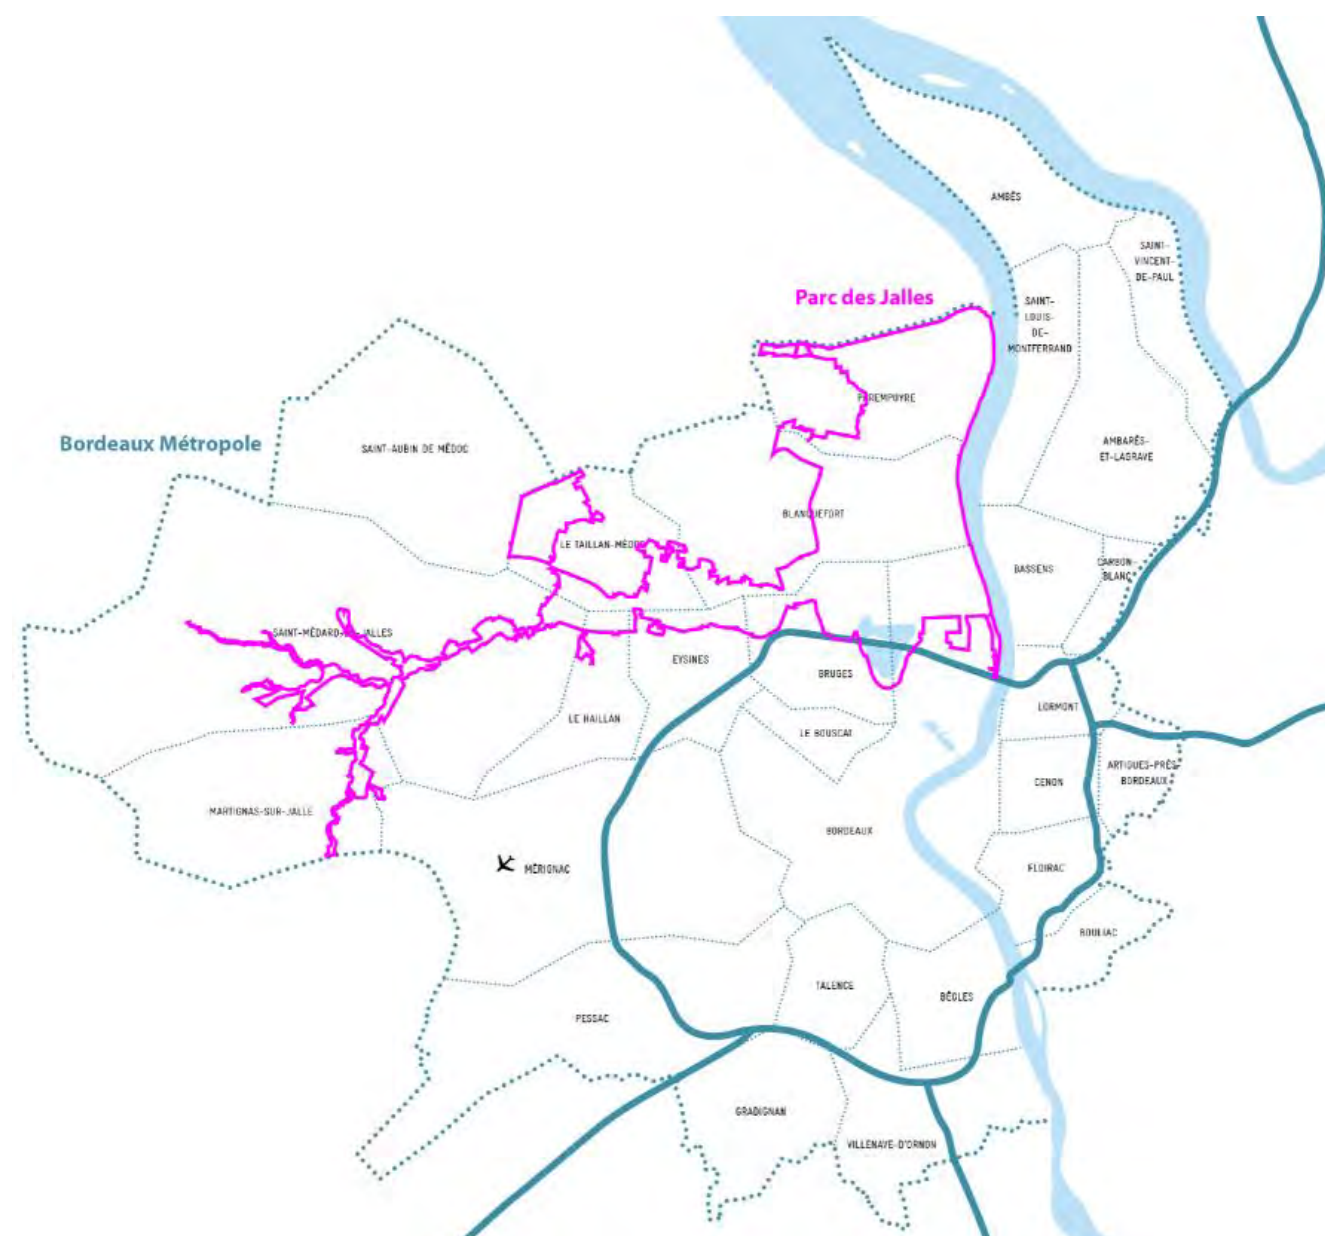 AMBÈS
SAINT-
VINCENT-
DE-PAUL
Parc des Jalles
SAINT-
LOUIS-
DE-
MONTFERRAND
PAREMPUYRE
Bordeaux Métropole
SAINT-AUBIN DE MÉDOC
AMBARÈS-
ET-LAGRAVE
BLANQUEFORT
LE TAILLAN-MÉDOC
BASSENS
CARBON-
BLANC
SAINT-MÉDARD-EN-JALLES
EYSINES
BRUGES
LE HAILLAN
LORMONT
LE BOUSCAT
ARTIGUES-PRÈS
BORDEAUX
CENON
MARTIGNAS-SUR-JALLE
BORDEAUX
MÉRIGNAC
FLOIRAC
BOULIAC
TALENCE
BÈGLES
PESSAC
GRADIGNAN
VILLENAVE-D'ORNON